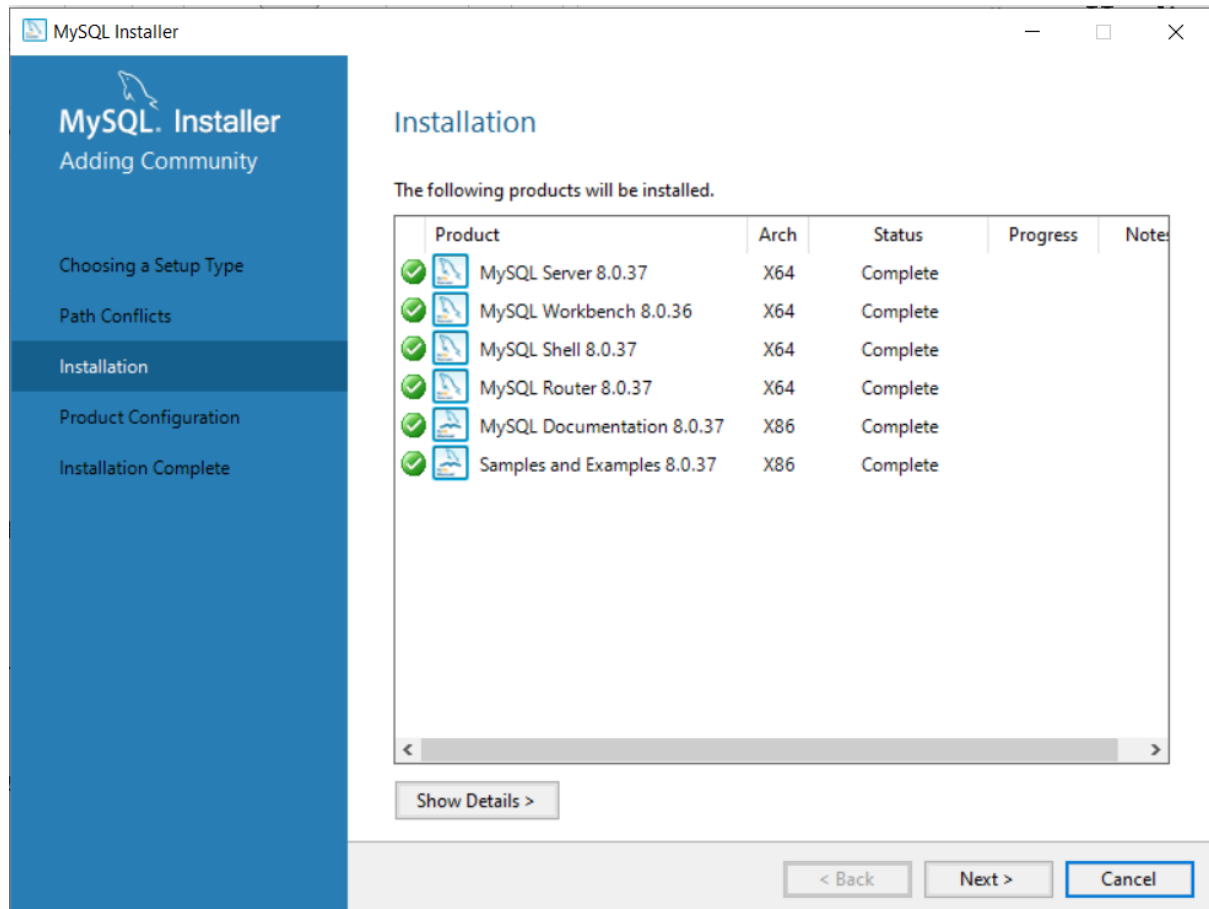 MySQL Installer
MySQL. Installer
Adding Community
Choosing a Setup Type
Path Conflicts
Installation
Product Configuration
Installation Complete
Installation
The following products will be installed.
Product Arch Status Progress Notes
MySQL Server 8.0.37 X64 Complete
MySQL Workbench 8.0.36 X64 Complete
MySQL Shell 8.0.37 X64 Complete
MySQL Router 8.0.37 X64 Complete
MySQL Documentation 8.0.37 X86 Complete
Samples and Examples 8.0.37 X86 Complete
Show Details >
< Back Next > Cancel